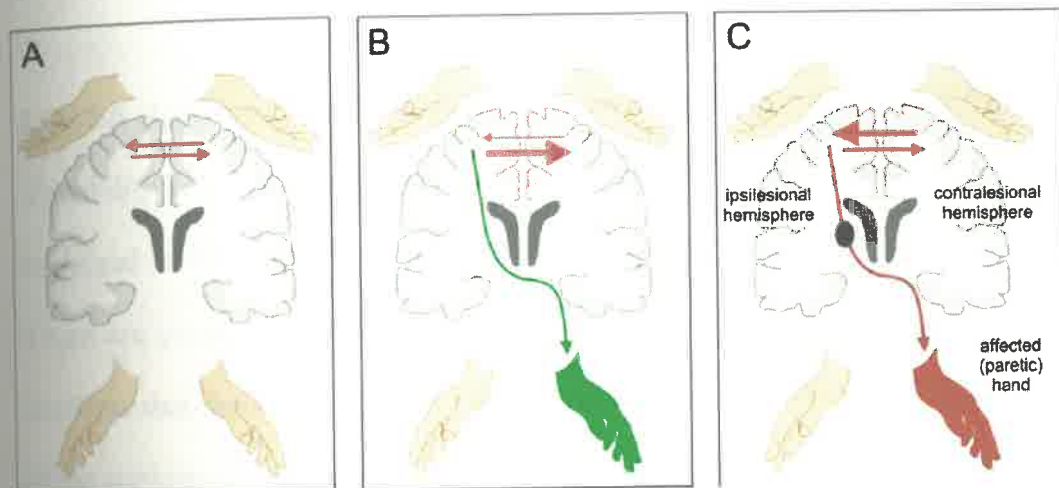 A
B
C
ipsilesional
hemisphere
contralesional
hemisphere
affected
(paretic)
hand